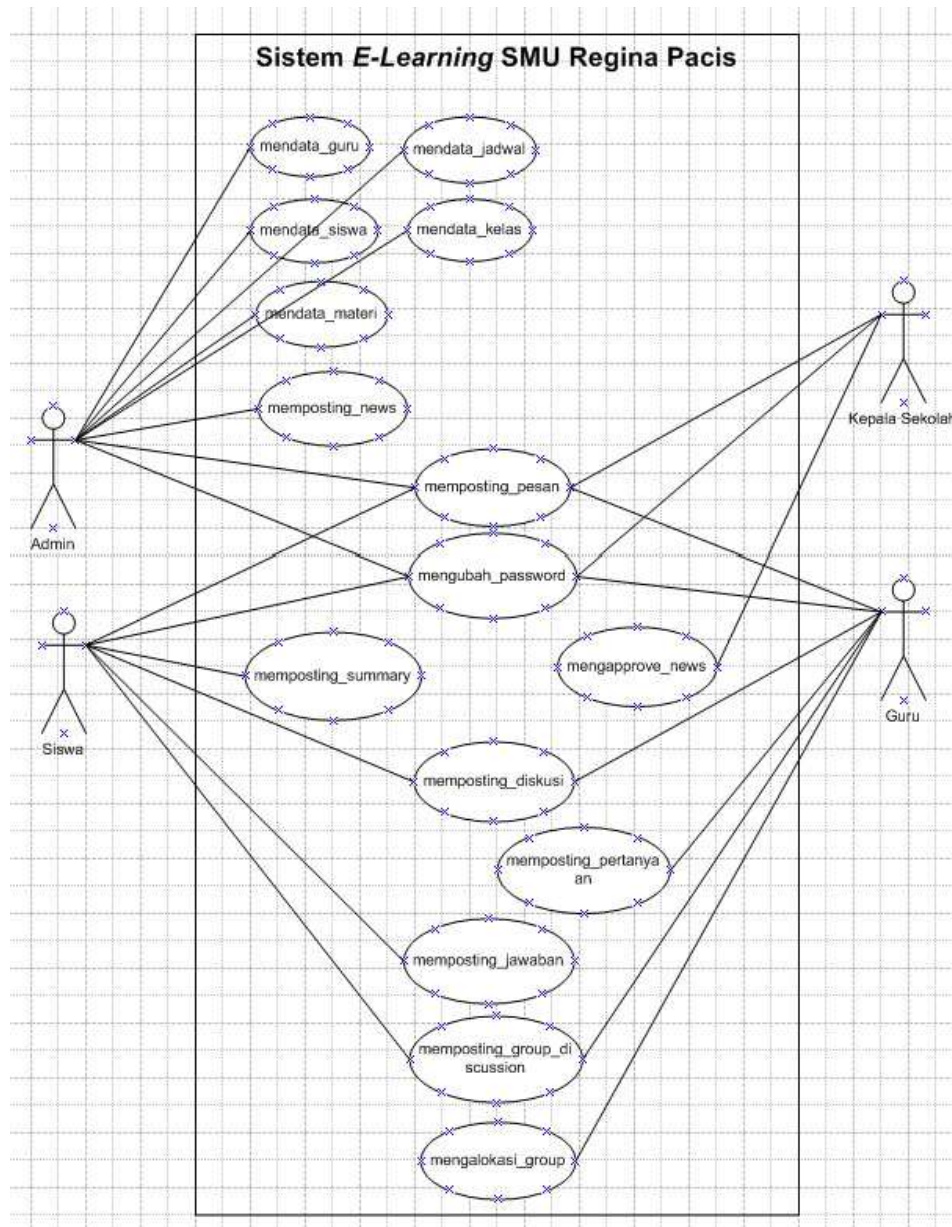 Sistem E-Learning SMU Regina Pacis
mendata_guru
mendata_jadwal
mendata_siswa
mendata_kelas
mendata_materi
memposting_news
Kepala Sekolah
memposting_pesan
Admin
mengubah_password
memposting_summary
mengapprove_news
Siswa
Guru
memposting_diskusi
memposting_pertanya
an
memposting_jawaban
memposting_group_di
scussion
mengalokasi_group